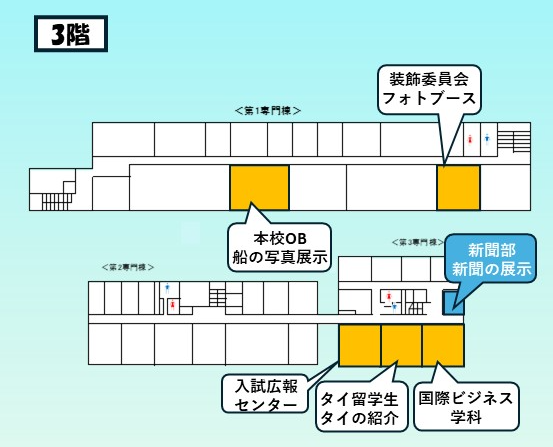 3階
装飾委員会
フォトブース
＜第1専門棟＞
本校OB
船の写真展示
＜第3専門棟＞
新聞部
新聞の展示
＜第2専門棟＞
入試広報
センター
タイ留学生
タイの紹介
国際ビジネス
学科